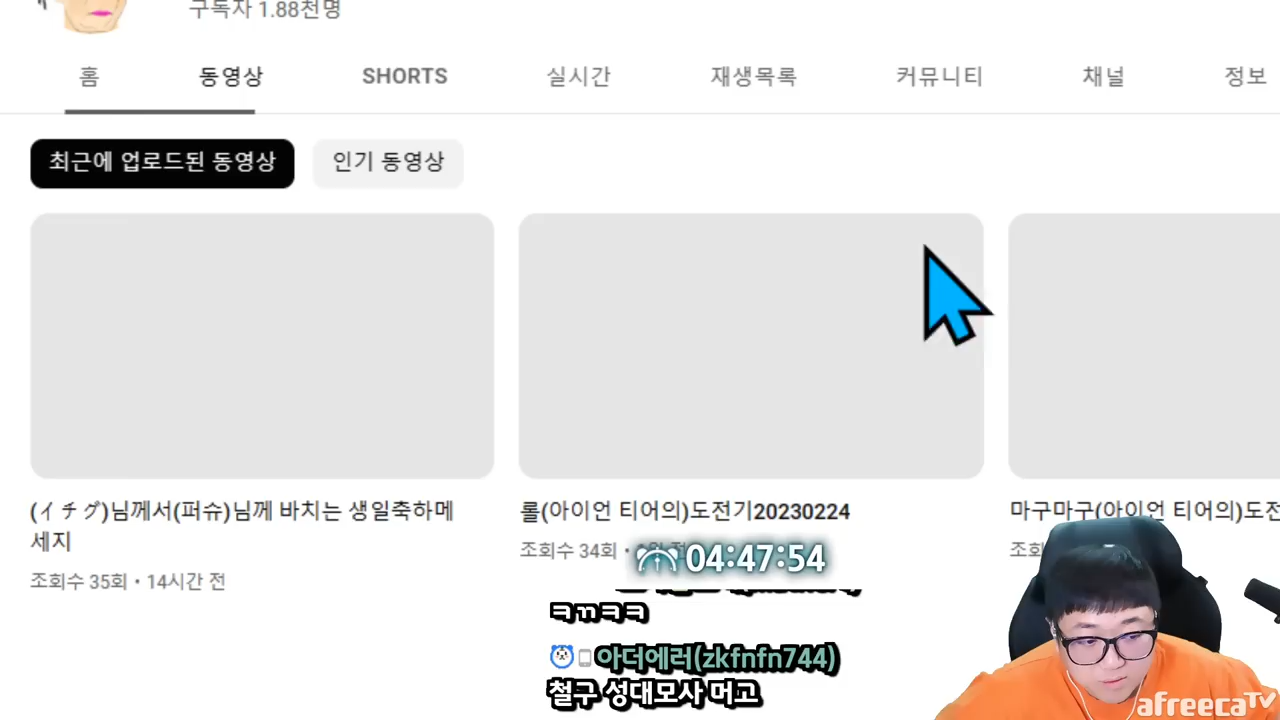 구독자 1.88천명
홈 동영상 SHORTS 실시간 재생목록 커뮤니티 채널 정보
최근에 업로드된 동영상 인기 동영상
(イチグ)님께서(퍼슈)님께 바치는 생일축하메
세지
조회수 35회・14시간 전
롤(아이언 티어의)도전기20230224
조회수 34회・
마구마구(아이언 티어의)도전
조회
04:47:54
ㅋㄲㅋㅋ
아더에러(zkfnfn744)
철구 성대모사 머고
afreecaTV